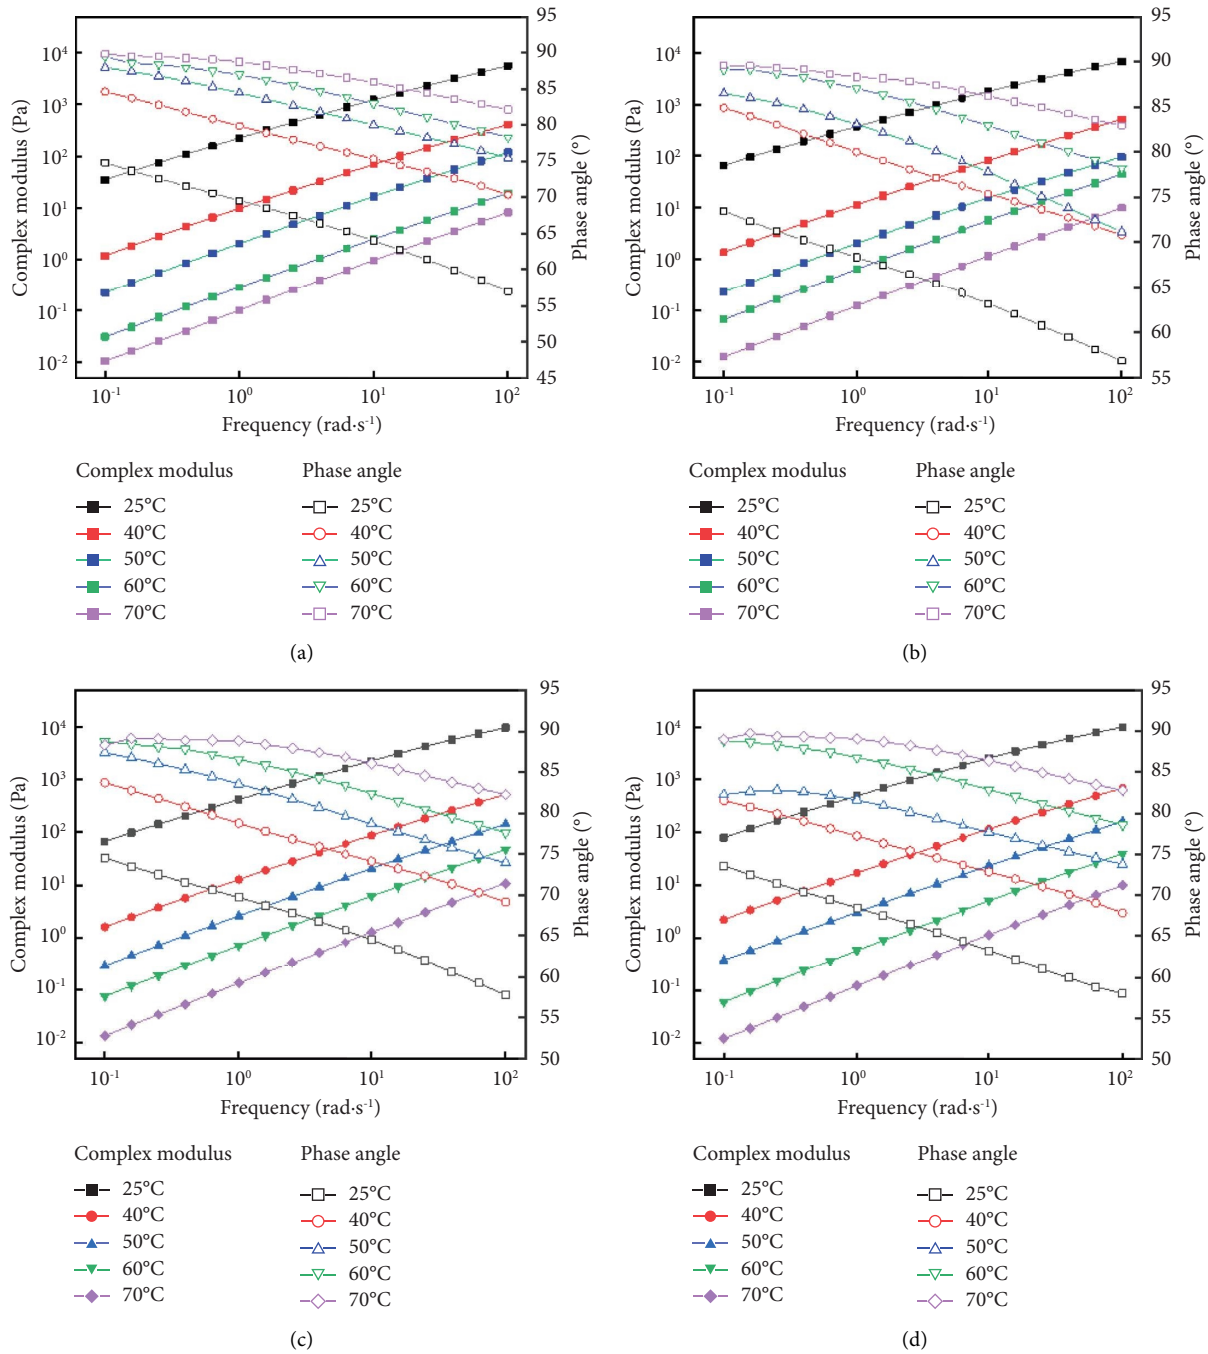 95
95
10⁴
90
10⁴
90
85
10³
80
10³
85
10²
75
10²
80
10¹
70
10¹
75
10⁰
65
10⁰
70
60
10⁻¹
55
10⁻¹
65
10⁻²
50
10⁻²
60
45
55
Complex modulus (Pa)
Phase angle (°)
Complex modulus (Pa)
Phase angle (°)
10⁻¹ 10⁰ 10¹ 10²
10⁻¹ 10⁰ 10¹ 10²
Frequency (rad·s⁻¹)
Frequency (rad·s⁻¹)
Complex modulus Phase angle
25°C 25°C
40°C 40°C
50°C 50°C
60°C 60°C
70°C 70°C
(a)
Complex modulus Phase angle
25°C 25°C
40°C 40°C
50°C 50°C
60°C 60°C
70°C 70°C
(b)
95
95
10⁴
90
10⁴
90
10³
85
10³
85
10²
80
10²
80
75
75
10¹
70
10¹
70
10⁰
65
10⁰
65
10⁻¹
60
10⁻¹
60
10⁻²
55
10⁻²
55
50
50
Complex modulus (Pa)
Phase angle (°)
Complex modulus (Pa)
Phase angle (°)
10⁻¹ 10⁰ 10¹ 10²
10⁻¹ 10⁰ 10¹ 10²
Frequency (rad·s⁻¹)
Frequency (rad·s⁻¹)
Complex modulus Phase angle
25°C 25°C
40°C 40°C
50°C 50°C
60°C 60°C
70°C 70°C
(c)
Complex modulus Phase angle
25°C 25°C
40°C 40°C
50°C 50°C
60°C 60°C
70°C 70°C
(d)